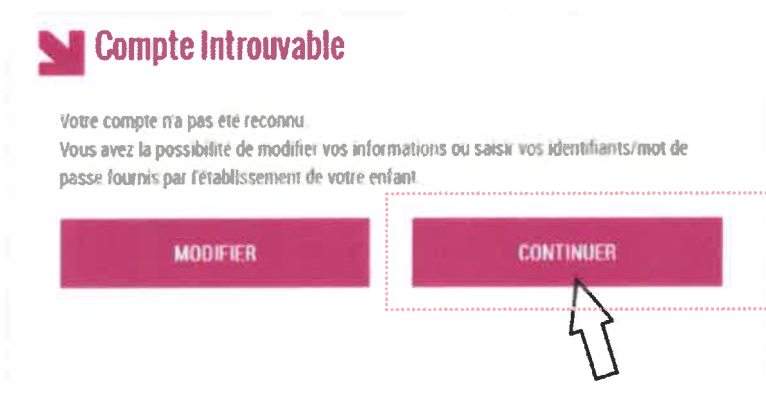 Compte Introuvable
Votre compte n'a pas été reconnu.
Vous avez la possibilité de modifier vos informations ou saisir vos identifiants/mot de
passe fournis par l'établissement de votre enfant.
MODIFIER
CONTINUER